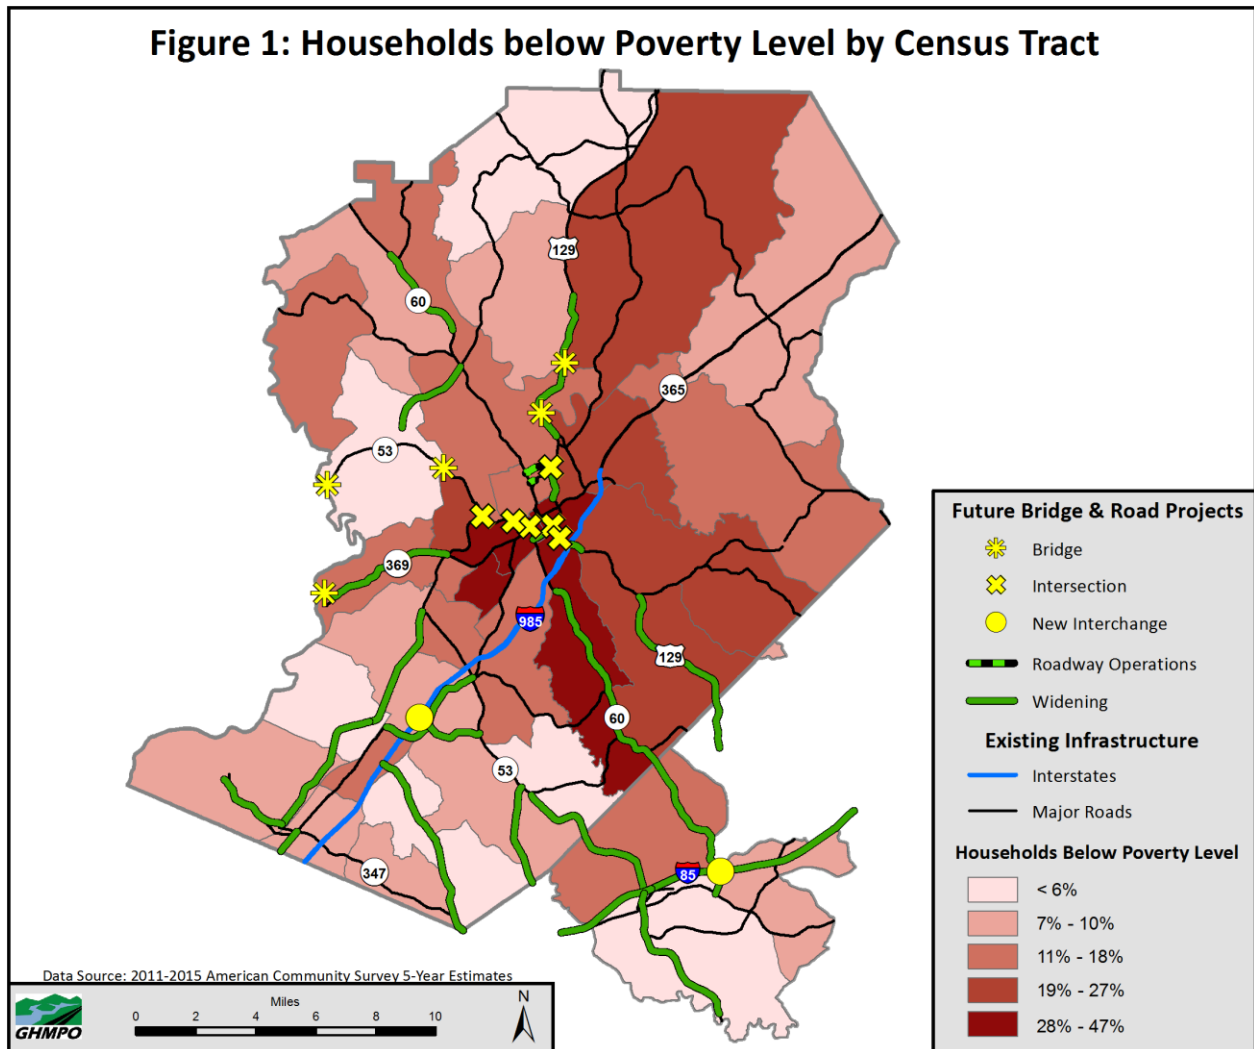 Figure 1: Households below Poverty Level by Census Tract
129
60
365
53
369
985
129
60
53
85
347
Future Bridge & Road Projects
Bridge
Intersection
New Interchange
Roadway Operations
Widening
Existing Infrastructure
Interstates
Major Roads
Households Below Poverty Level
< 6%
7% - 10%
11% - 18%
19% - 27%
28% - 47%
Data Source: 2011-2015 American Community Survey 5-Year Estimates
GHMPO
Miles
0 2 4 6 8 10
N